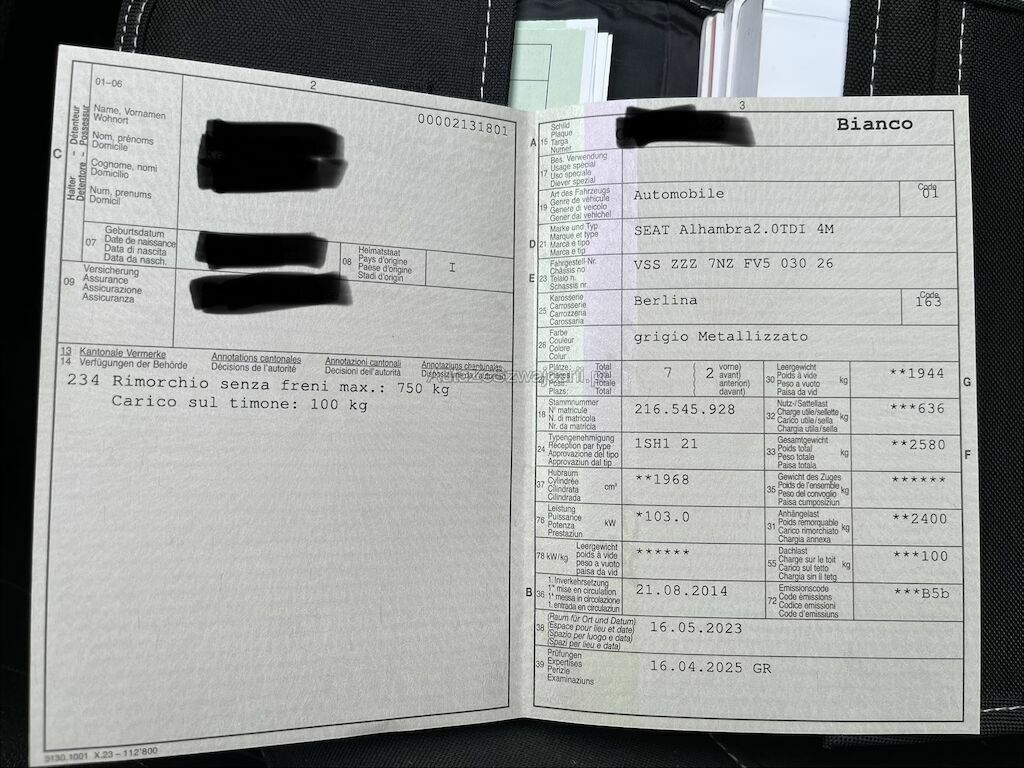 01–06
2
00002131801
C
Halter - Détenteur
Detentore - Possessur
Name, Vornamen
Wohnort
Nom, prénoms
Domicile
Cognome, nomi
Domicilio
Num, prenums
Domicil
07
Geburtsdatum
Date de naissance
Data di nascita
Data da nasch.
08
Heimatstaat
Pays d'origine
Paese d'origine
Stadi d'origin
I
09
Versicherung
Assurance
Assicurazione
Assicuranza
13 Kantonale Vermerke
14 Verfügungen der Behörde
Annotations cantonales
Décisions de l'autorité
Annotazioni cantonali
Decisioni dell'autorità
Annotaziuns chantunales
234 Rimorchio senza freni max.: 750 kg
Carico sul timone: 100 kg
3130.1001 X.23 – 112'800
3
A
15
Schild
Plaque
Targa
Numer
Bianco
17
Bes. Verwendung
Usage spécial
Uso speciale
Diever spezial
19
Art des Fahrzeugs
Genre de véhicule
Genere di veicolo
Gener dal vehichel
Automobile
Code
01
D
21
Marke und Typ
Marque et type
Marca e tipo
Marca e tip
SEAT Alhambra2.0TDI 4M
E
23
Fahrgestell-Nr.
Châssis no
Telaio n.
Schassis nr.
VSS ZZZ 7NZ FV5 030 26
25
Karosserie
Carrosserie
Carrozzeria
Carossaria
Berlina
Code
163
26
Farbe
Couleur
Colore
Colur
grigio Metallizzato
Plätze: Total
Total
Total
Plazs: Total
7
2
vorne)
avant)
anteriori)
davant)
30
Leergewicht
Poids à vide
Peso a vuoto
Paisa da vid
kg
**1944
G
18
Stammnummer
N° matricule
N. di matricola
Nr. da matricla
216.545.928
32
Nutz-/Sattellast
Charge utile/sellette
Carico utile/sella
Chargia utila/sella
kg
***636
24
Typengenehmigung
Réception par type
Approvazione del tipo
Approvaziun dal tip
1SH1 21
33
Gesamtgewicht
Poids total
Peso totale
Paisa totala
kg
**2580
F
37
Hubraum
Cylindrée
Cilindrata
Cilindrada
cm³
**1968
35
Gewicht des Zuges
Poids de l'ensemble
Peso del convoglio
Paisa cumposiziun
kg
******
76
Leistung
Puissance
Potenza
Prestaziun
kW
*103.0
31
Anhängelast
Poids remorquable
Carico rimorchiato
Chargia annexa
kg
**2400
78 kW/kg
Leergewicht
poids à vide
peso a vuoto
paisa da vid
******
55
Dachlast
Charge sur le toit
Carico sul tetto
Chargia sin il tetg
kg
***100
B
36
1. Inverkehrsetzung
1re mise en circulation
1a messa in circolazione
1. entrada en circulaziun
21.08.2014
72
Emissionscode
Code émissions
Codice emissioni
Code d'emissiuns
***B5b
38
(Raum für Ort und Datum)
(Espace pour lieu et date)
(Spazio per luogo e data)
(Spazi per lieu e data)
16.05.2023
39
Prüfungen
Expertises
Perizie
Examinaziuns
16.04.2025 GR